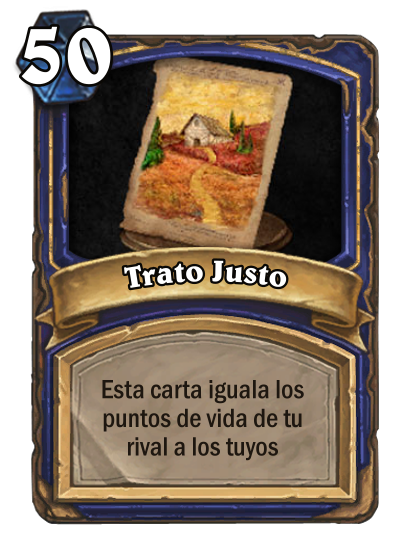 50
Trato Justo
Esta carta iguala los
puntos de vida de tu
rival a los tuyos